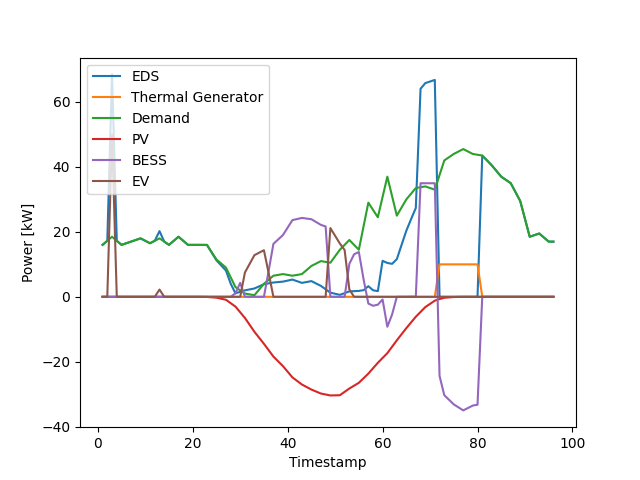 EDS
Thermal Generator
Demand
PV
BESS
EV
Power [kW]
60
40
20
0
−20
−40
0 20 40 60 80 100
Timestamp